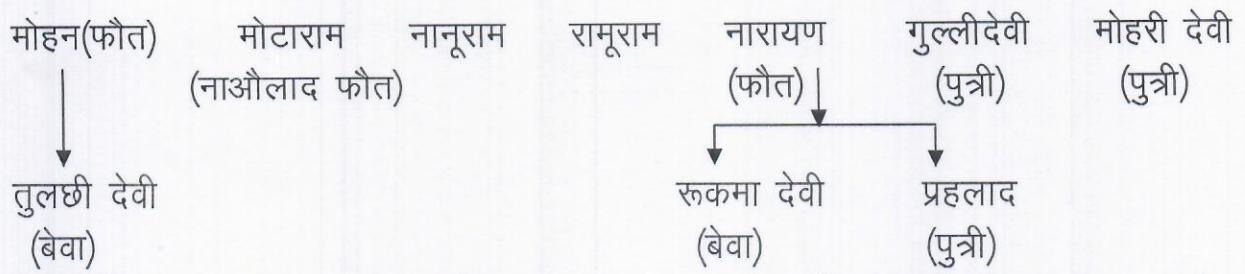 मोहन(फौत) मोटाराम नानूराम रामूराम नारायण गुल्लीदेवी मोहरी देवी
(नाऔलाद फौत) (फौत) (पुत्री) (पुत्री)
तुलछी देवी रूकमा देवी प्रहलाद
(बेवा) (बेवा) (पुत्री)